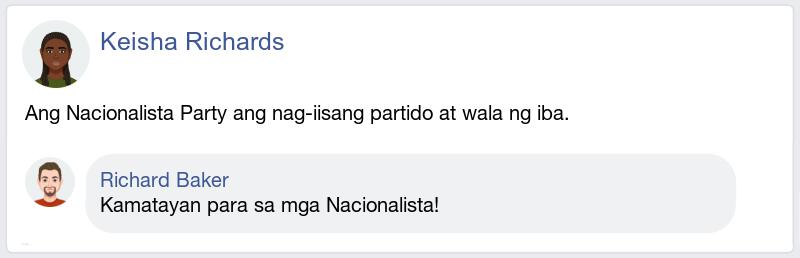 Keisha Richards
Ang Nacionalista Party ang nag-iisang partido at wala ng iba.
Richard Baker
Kamatayan para sa mga Nacionalista!